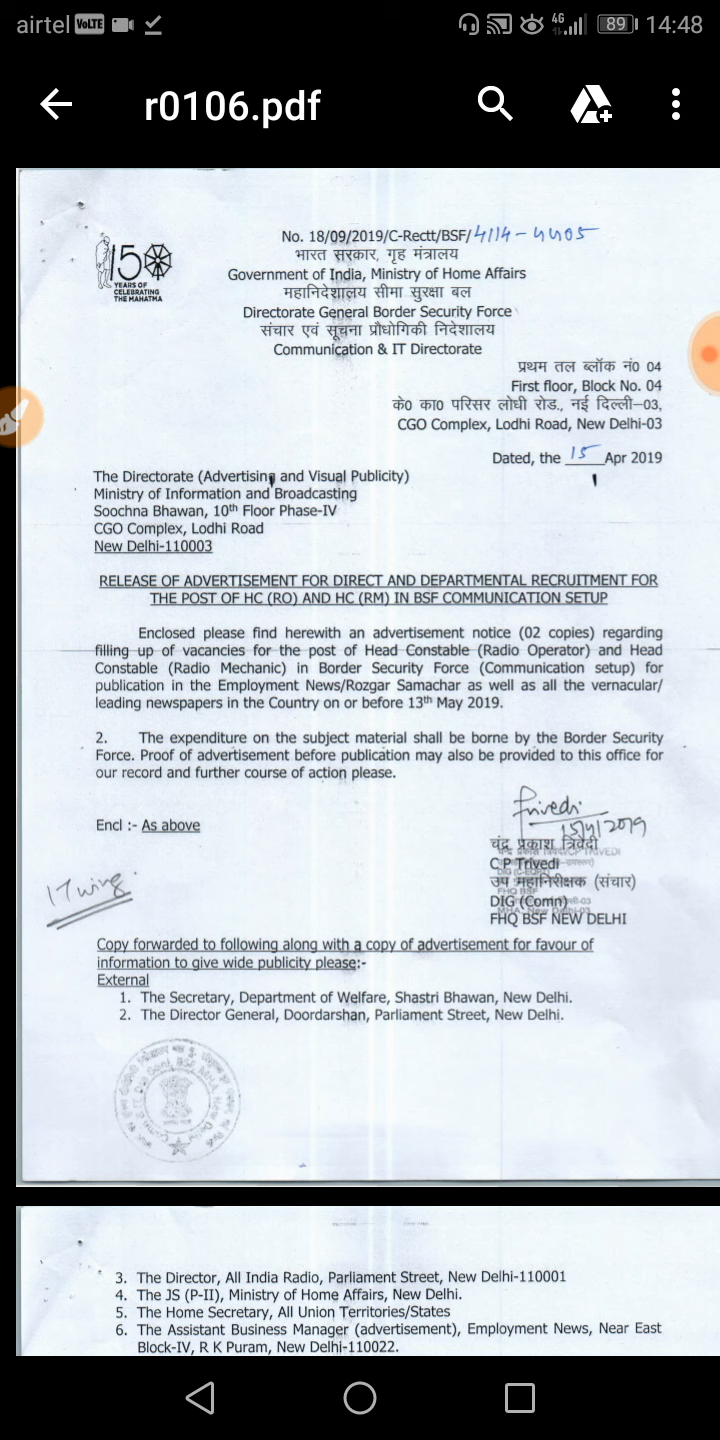 airtel VoLTE 4G 89 14:48
r0106.pdf
No. 18/09/2019/C-Rectt/BSF/4114-4405
भारत सरकार, गृह मंत्रालय
150
YEARS OF
CELEBRATING
THE MAHATMA
Government of India, Ministry of Home Affairs
महानिदेशालय सीमा सुरक्षा बल
Directorate General Border Security Force
संचार एवं सूचना प्रौधोगिकी निदेशालय
Communication & IT Directorate
प्रथम तल ब्लॉक नं0 04
First floor, Block No. 04
के0 का0 परिसर लोधी रोड., नई दिल्ली–03,
CGO Complex, Lodhi Road, New Delhi-03
Dated, the 15 Apr 2019
The Directorate (Advertising and Visual Publicity)
Ministry of Information and Broadcasting
Soochna Bhawan, 10th Floor Phase-IV
CGO Complex, Lodhi Road
New Delhi-110003
RELEASE OF ADVERTISEMENT FOR DIRECT AND DEPARTMENTAL RECRUITMENT FOR
THE POST OF HC (RO) AND HC (RM) IN BSF COMMUNICATION SETUP
Enclosed please find herewith an advertisement notice (02 copies) regarding
filling up of vacancies for the post of Head Constable (Radio Operator) and Head
Constable (Radio Mechanic) in Border Security Force (Communication setup) for
publication in the Employment News/Rozgar Samachar as well as all the vernacular/
leading newspapers in the Country on or before 13th May 2019.
2. The expenditure on the subject material shall be borne by the Border Security
Force. Proof of advertisement before publication may also be provided to this office for
our record and further course of action please.
Trivedi
15/4/2019
Encl :- As above
चंद्र प्रकाश त्रिवेदी
C P Trivedi
उप महानिरीक्षक (संचार)
DIG (Comn)
FHQ BSF NEW DELHI
IT wing.
Copy forwarded to following along with a copy of advertisement for favour of
information to give wide publicity please:-
External
1. The Secretary, Department of Welfare, Shastri Bhawan, New Delhi.
2. The Director General, Doordarshan, Parliament Street, New Delhi.
3. The Director, All India Radio, Parliament Street, New Delhi-110001
4. The JS (P-II), Ministry of Home Affairs, New Delhi.
5. The Home Secretary, All Union Territories/States
6. The Assistant Business Manager (advertisement), Employment News, Near East
Block-IV, R K Puram, New Delhi-110022.